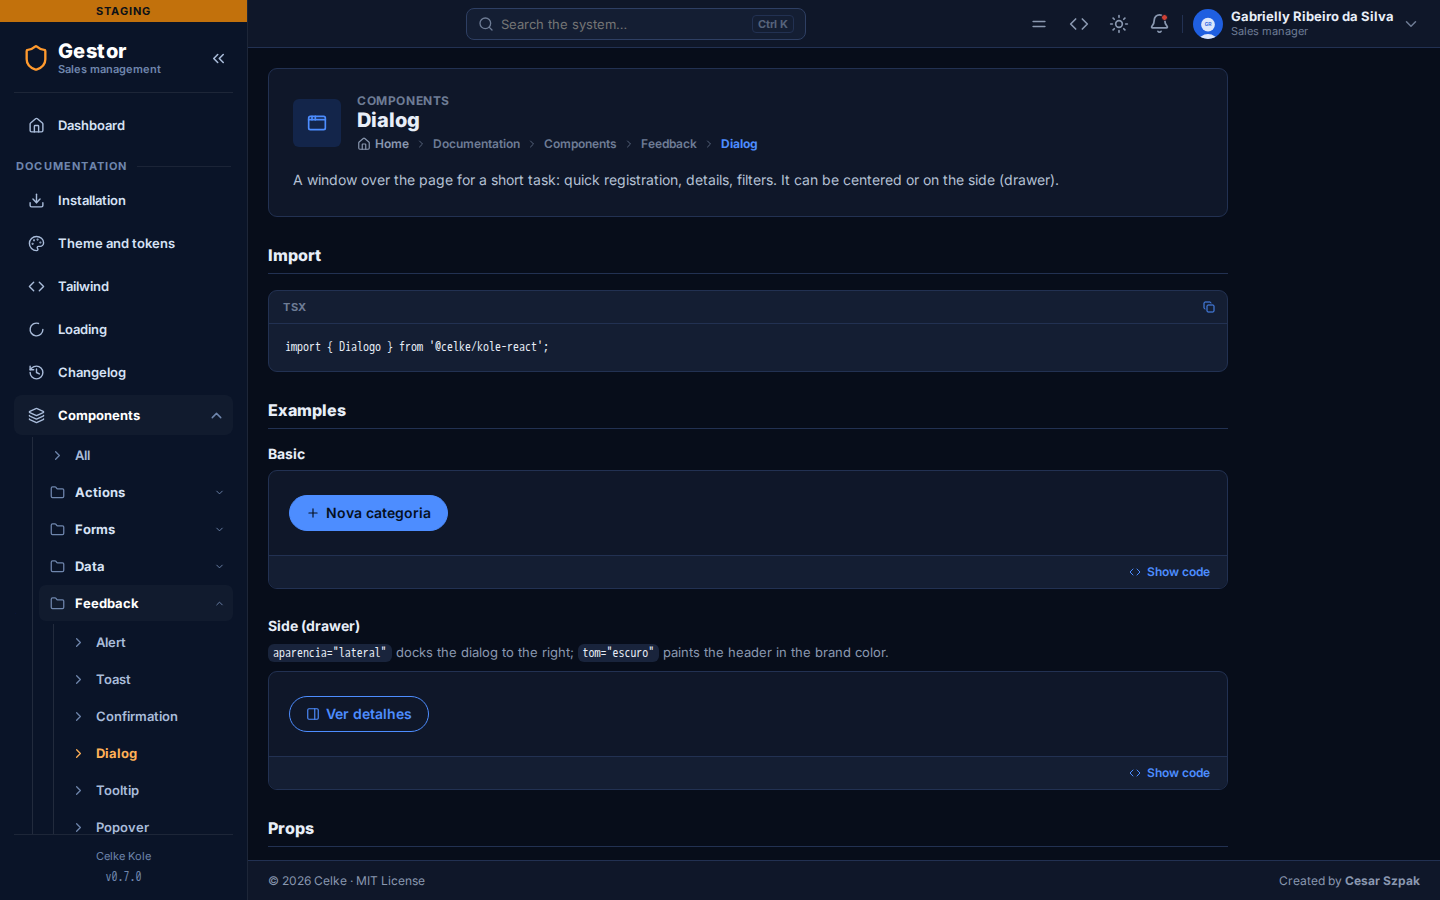 STAGING
Gestor
Sales management
Dashboard
DOCUMENTATION
Installation
Theme and tokens
Tailwind
Loading
Changelog
Components
All
Actions
Forms
Data
Feedback
Alert
Toast
Confirmation
Dialog
Tooltip
Popover
Celke Kole
v0.7.0
Search the system...
Ctrl K
GR
Gabrielly Ribeiro da Silva
Sales manager
COMPONENTS
Dialog
Home > Documentation > Components > Feedback > Dialog
A window over the page for a short task: quick registration, details, filters. It can be centered or on the side (drawer).
Import
TSX
import { Dialogo } from '@celke/kole-react';
Examples
Basic
+ Nova categoria
Show code
Side (drawer)
aparencia="lateral" docks the dialog to the right; tom="escuro" paints the header in the brand color.
Ver detalhes
Show code
Props
© 2026 Celke · MIT License
Created by Cesar Szpak